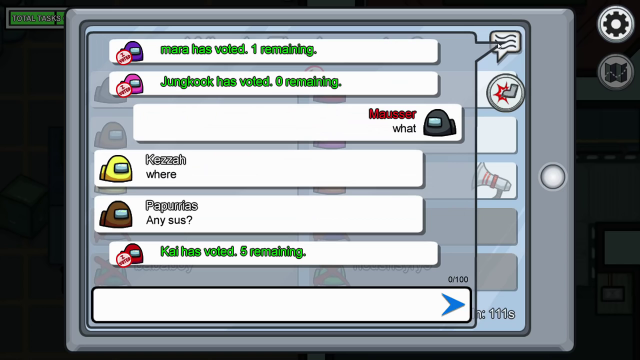 TOTAL TASKS
mara has voted. 1 remaining.
Jungkook has voted. 0 remaining.
Mausser
what
Kezzah
where
Papurrias
Any sus?
Kai has voted. 5 remaining.
0/100
111s